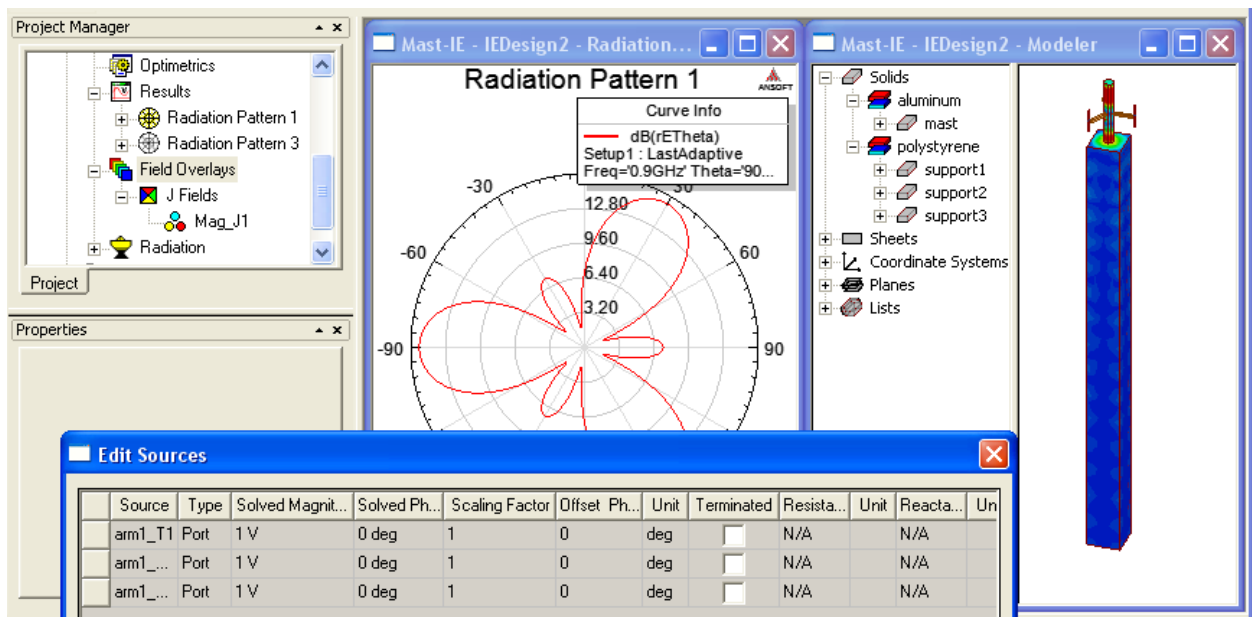 Project Manager
Optimetrics
Results
Radiation Pattern 1
Radiation Pattern 3
Field Overlays
J Fields
Mag_J1
Radiation
Project
Properties
Mast-IE - IEDesign2 - Radiation...
Radiation Pattern 1
ANSOFT
Curve Info
dB(rETheta)
Setup1 : LastAdaptive
Freq='0.9GHz' Theta='90...
-30
30
12.80
9.60
-60
60
6.40
3.20
-90
90
Mast-IE - IEDesign2 - Modeler
Solids
aluminum
mast
polystyrene
support1
support2
support3
Sheets
Coordinate Systems
Planes
Lists
Edit Sources
Source Type Solved Magnit... Solved Ph... Scaling Factor Offset Ph... Unit Terminated Resista... Unit Reacta... Un
arm1_T1 Port 1 V 0 deg 1 0 deg N/A N/A
arm1_... Port 1 V 0 deg 1 0 deg N/A N/A
arm1_... Port 1 V 0 deg 1 0 deg N/A N/A